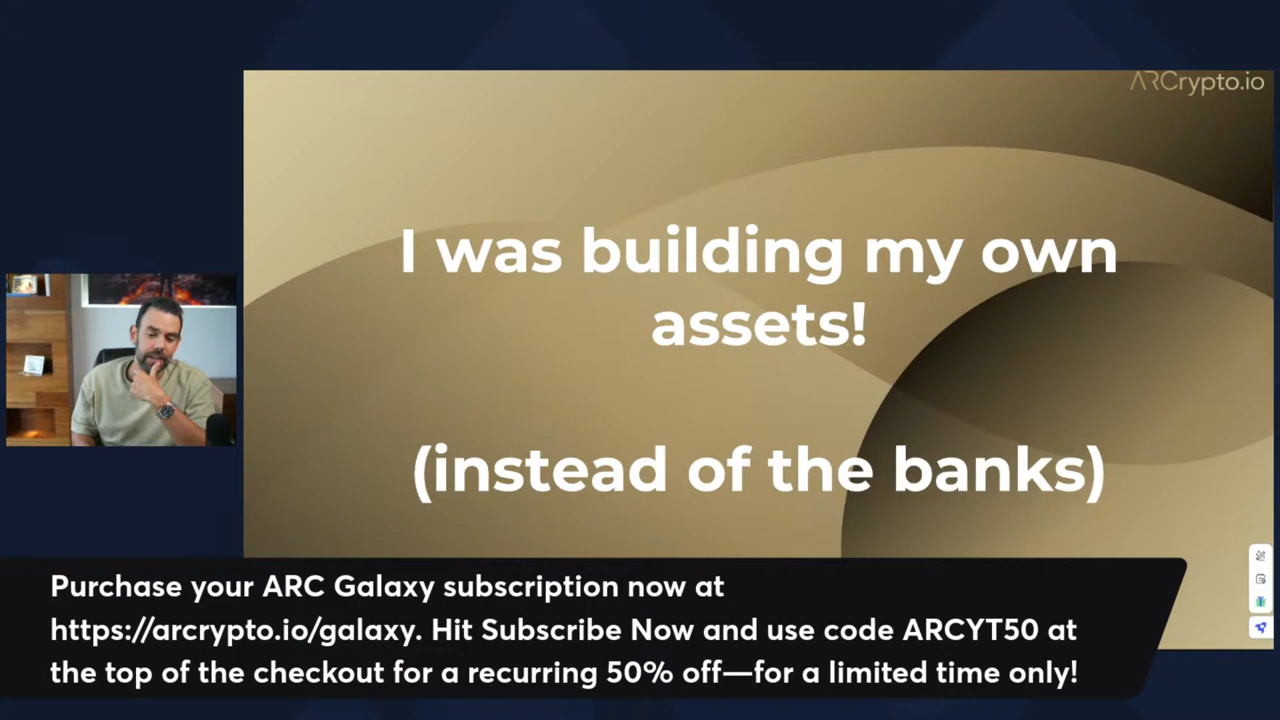 ARCrypto.io
I was building my own
assets!
(instead of the banks)
Purchase your ARC Galaxy subscription now at
https://arcrypto.io/galaxy. Hit Subscribe Now and use code ARCYT50 at
the top of the checkout for a recurring 50% off—for a limited time only!